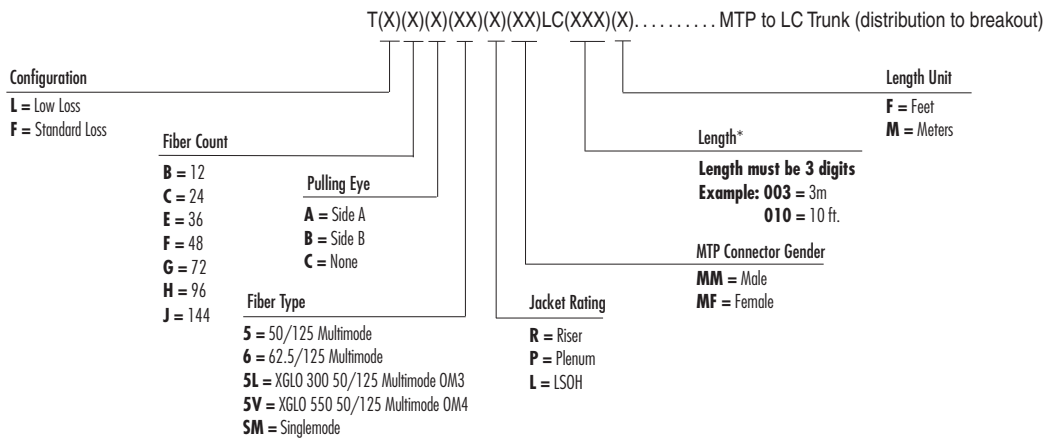 T(X)(X)(X)(XX)(X)(XX)LC(XXX)(X). . . . . . . . . . MTP to LC Trunk (distribution to breakout)
Configuration
L = Low Loss
F = Standard Loss
Fiber Count
B = 12
C = 24
E = 36
F = 48
G = 72
H = 96
J = 144
Pulling Eye
A = Side A
B = Side B
C = None
Fiber Type
5 = 50/125 Multimode
6 = 62.5/125 Multimode
5L = XGLO 300 50/125 Multimode OM3
5V = XGLO 550 50/125 Multimode OM4
SM = Singlemode
Jacket Rating
R = Riser
P = Plenum
L = LSOH
MTP Connector Gender
MM = Male
MF = Female
Length*
Length must be 3 digits
Example: 003 = 3m
010 = 10 ft.
Length Unit
F = Feet
M = Meters